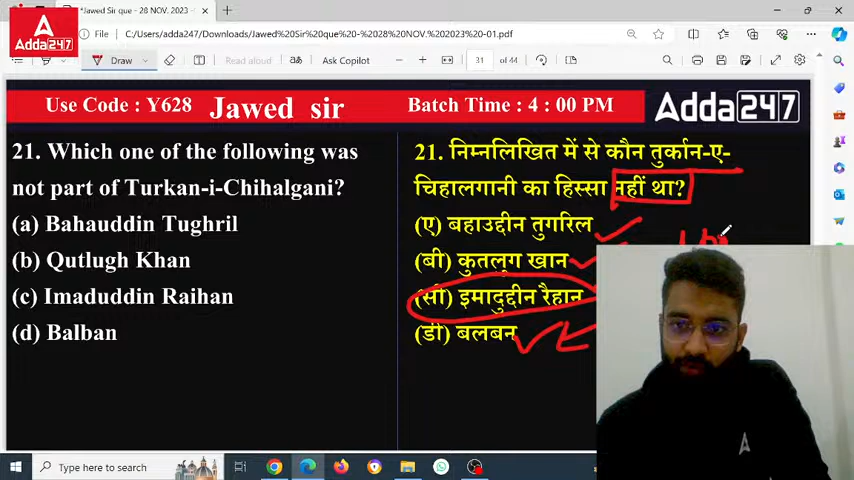 Jawed Sir que - 28 NOV. 2023
Adda247
File
C:/Users/adda247/Downloads/Jawed%20Sir%20que%20-%2028%20NOV.%202023-01.pdf
Draw
Read aloud
Ask Copilot
31
of 44
Use Code : Y628 Jawed sir Batch Time : 4 : 00 PM Adda247
21. Which one of the following was
not part of Turkan-i-Chihalgani?
(a) Bahauddin Tughril
(b) Qutlugh Khan
(c) Imaduddin Raihan
(d) Balban
21. निम्नलिखित में से कौन तुर्कान-ए-
चिहालगानी का हिस्सा नहीं था?
(ए) बहाउद्दीन तुगरिल
(बी) कुतलुग खान
(सी) इमादुद्दीन रैहान
(डी) बलबन
Type here to search